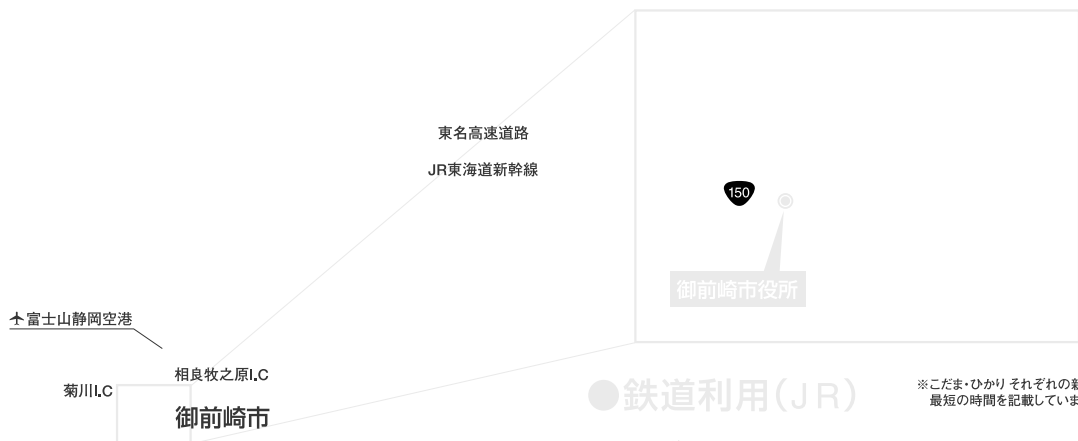 東名高速道路
JR東海道新幹線
150
御前崎市役所
富士山静岡空港
相良牧之原I.C
菊川I.C
御前崎市
●鉄道利用(JR)
※こだま・ひかり それぞれの新
最短の時間を記載していま